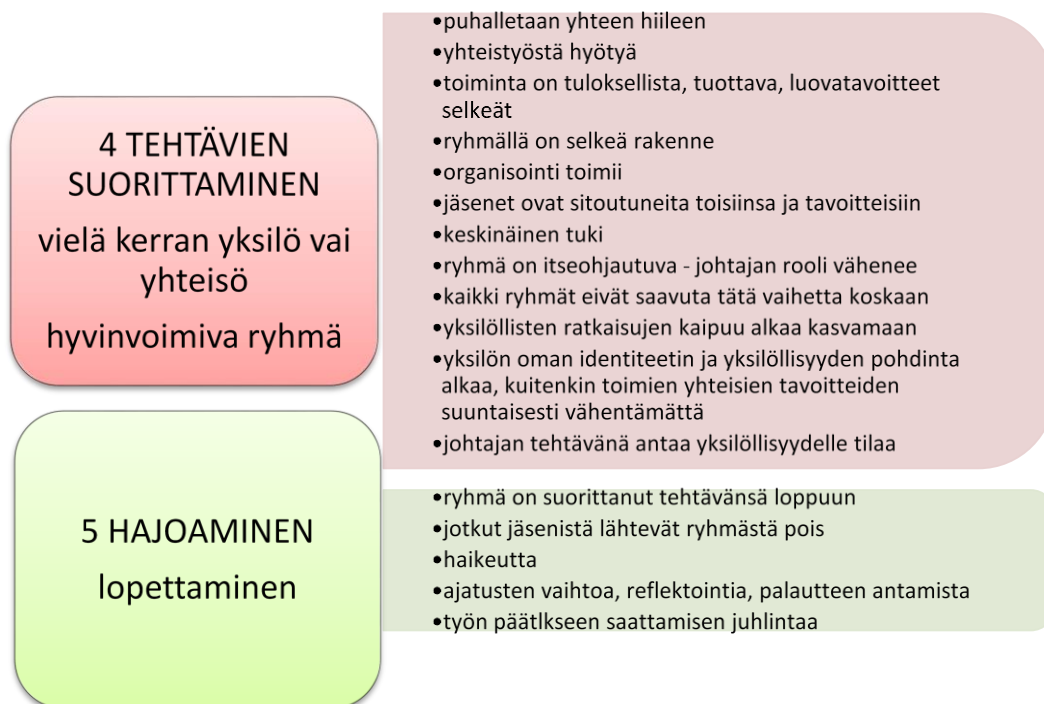 4 TEHTÄVIEN
SUORITTAMINEN
vielä kerran yksilö vai
yhteisö
hyvinvoimiva ryhmä
•puhalletaan yhteen hiileen
•yhteistyöstä hyötyä
•toiminta on tuloksellista, tuottava, luovatavoitteet
selkeät
•ryhmällä on selkeä rakenne
•organisointi toimii
•jäsenet ovat sitoutuneita toisiinsa ja tavoitteisiin
•keskinäinen tuki
•ryhmä on itseohjautuva - johtajan rooli vähenee
•kaikki ryhmät eivät saavuta tätä vaihetta koskaan
•yksilöllisten ratkaisujen kaipuu alkaa kasvamaan
•yksilön oman identiteetin ja yksilöllisyyden pohdinta
alkaa, kuitenkin toimien yhteisien tavoitteiden
suuntaisesti vähentämättä
•johtajan tehtävänä antaa yksilöllisyydelle tilaa
5 HAJOAMINEN
lopettaminen
•ryhmä on suorittanut tehtävänsä loppuun
•jotkut jäsenistä lähtevät ryhmästä pois
•haikeutta
•ajatusten vaihtoa, reflektointia, palautteen antamista
•työn päätlkseen saattamisen juhlintaa